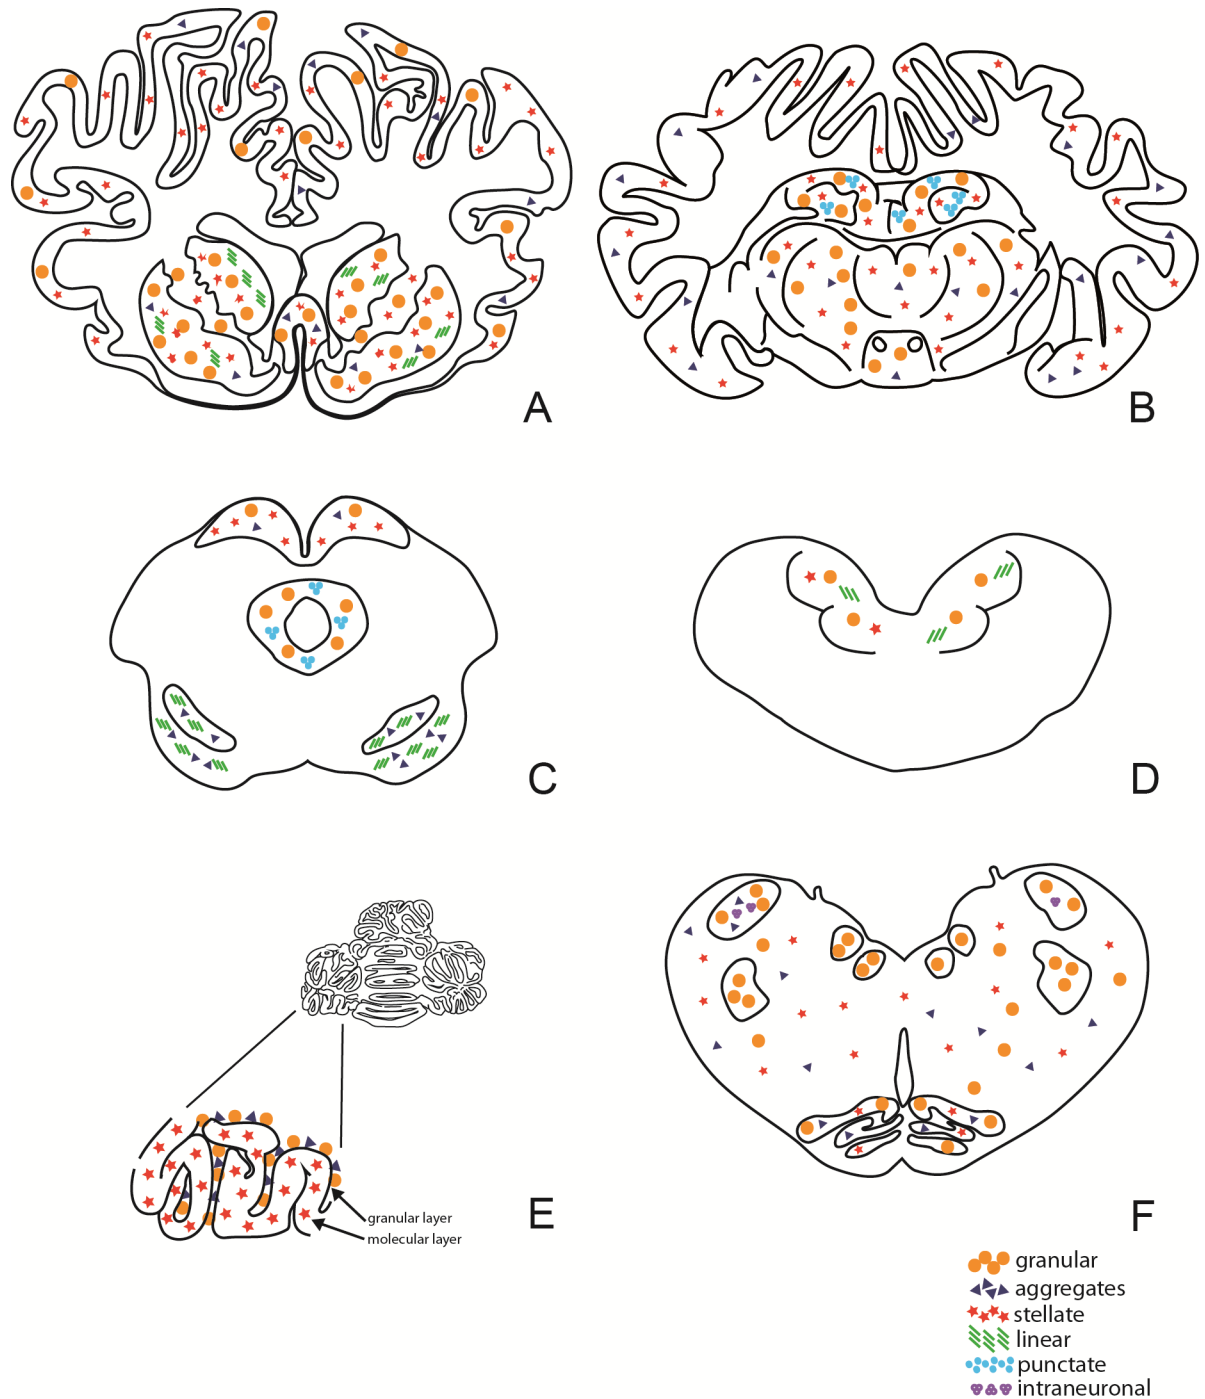 A
B
C
D
E
granular layer
molecular layer
F
granular
aggregates
stellate
linear
punctate
intraneuronal